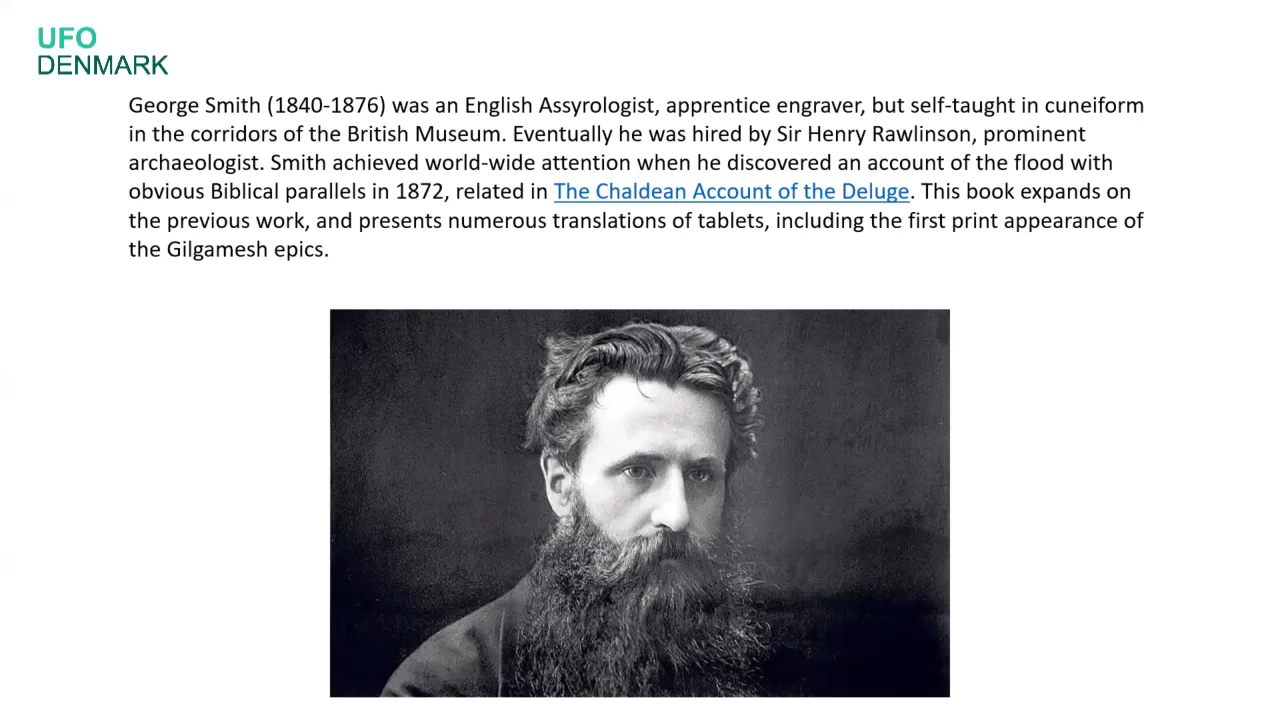 UFO
DENMARK
George Smith (1840-1876) was an English Assyrologist, apprentice engraver, but self-taught in cuneiform
in the corridors of the British Museum. Eventually he was hired by Sir Henry Rawlinson, prominent
archaeologist. Smith achieved world-wide attention when he discovered an account of the flood with
obvious Biblical parallels in 1872, related in The Chaldean Account of the Deluge. This book expands on
the previous work, and presents numerous translations of tablets, including the first print appearance of
the Gilgamesh epics.